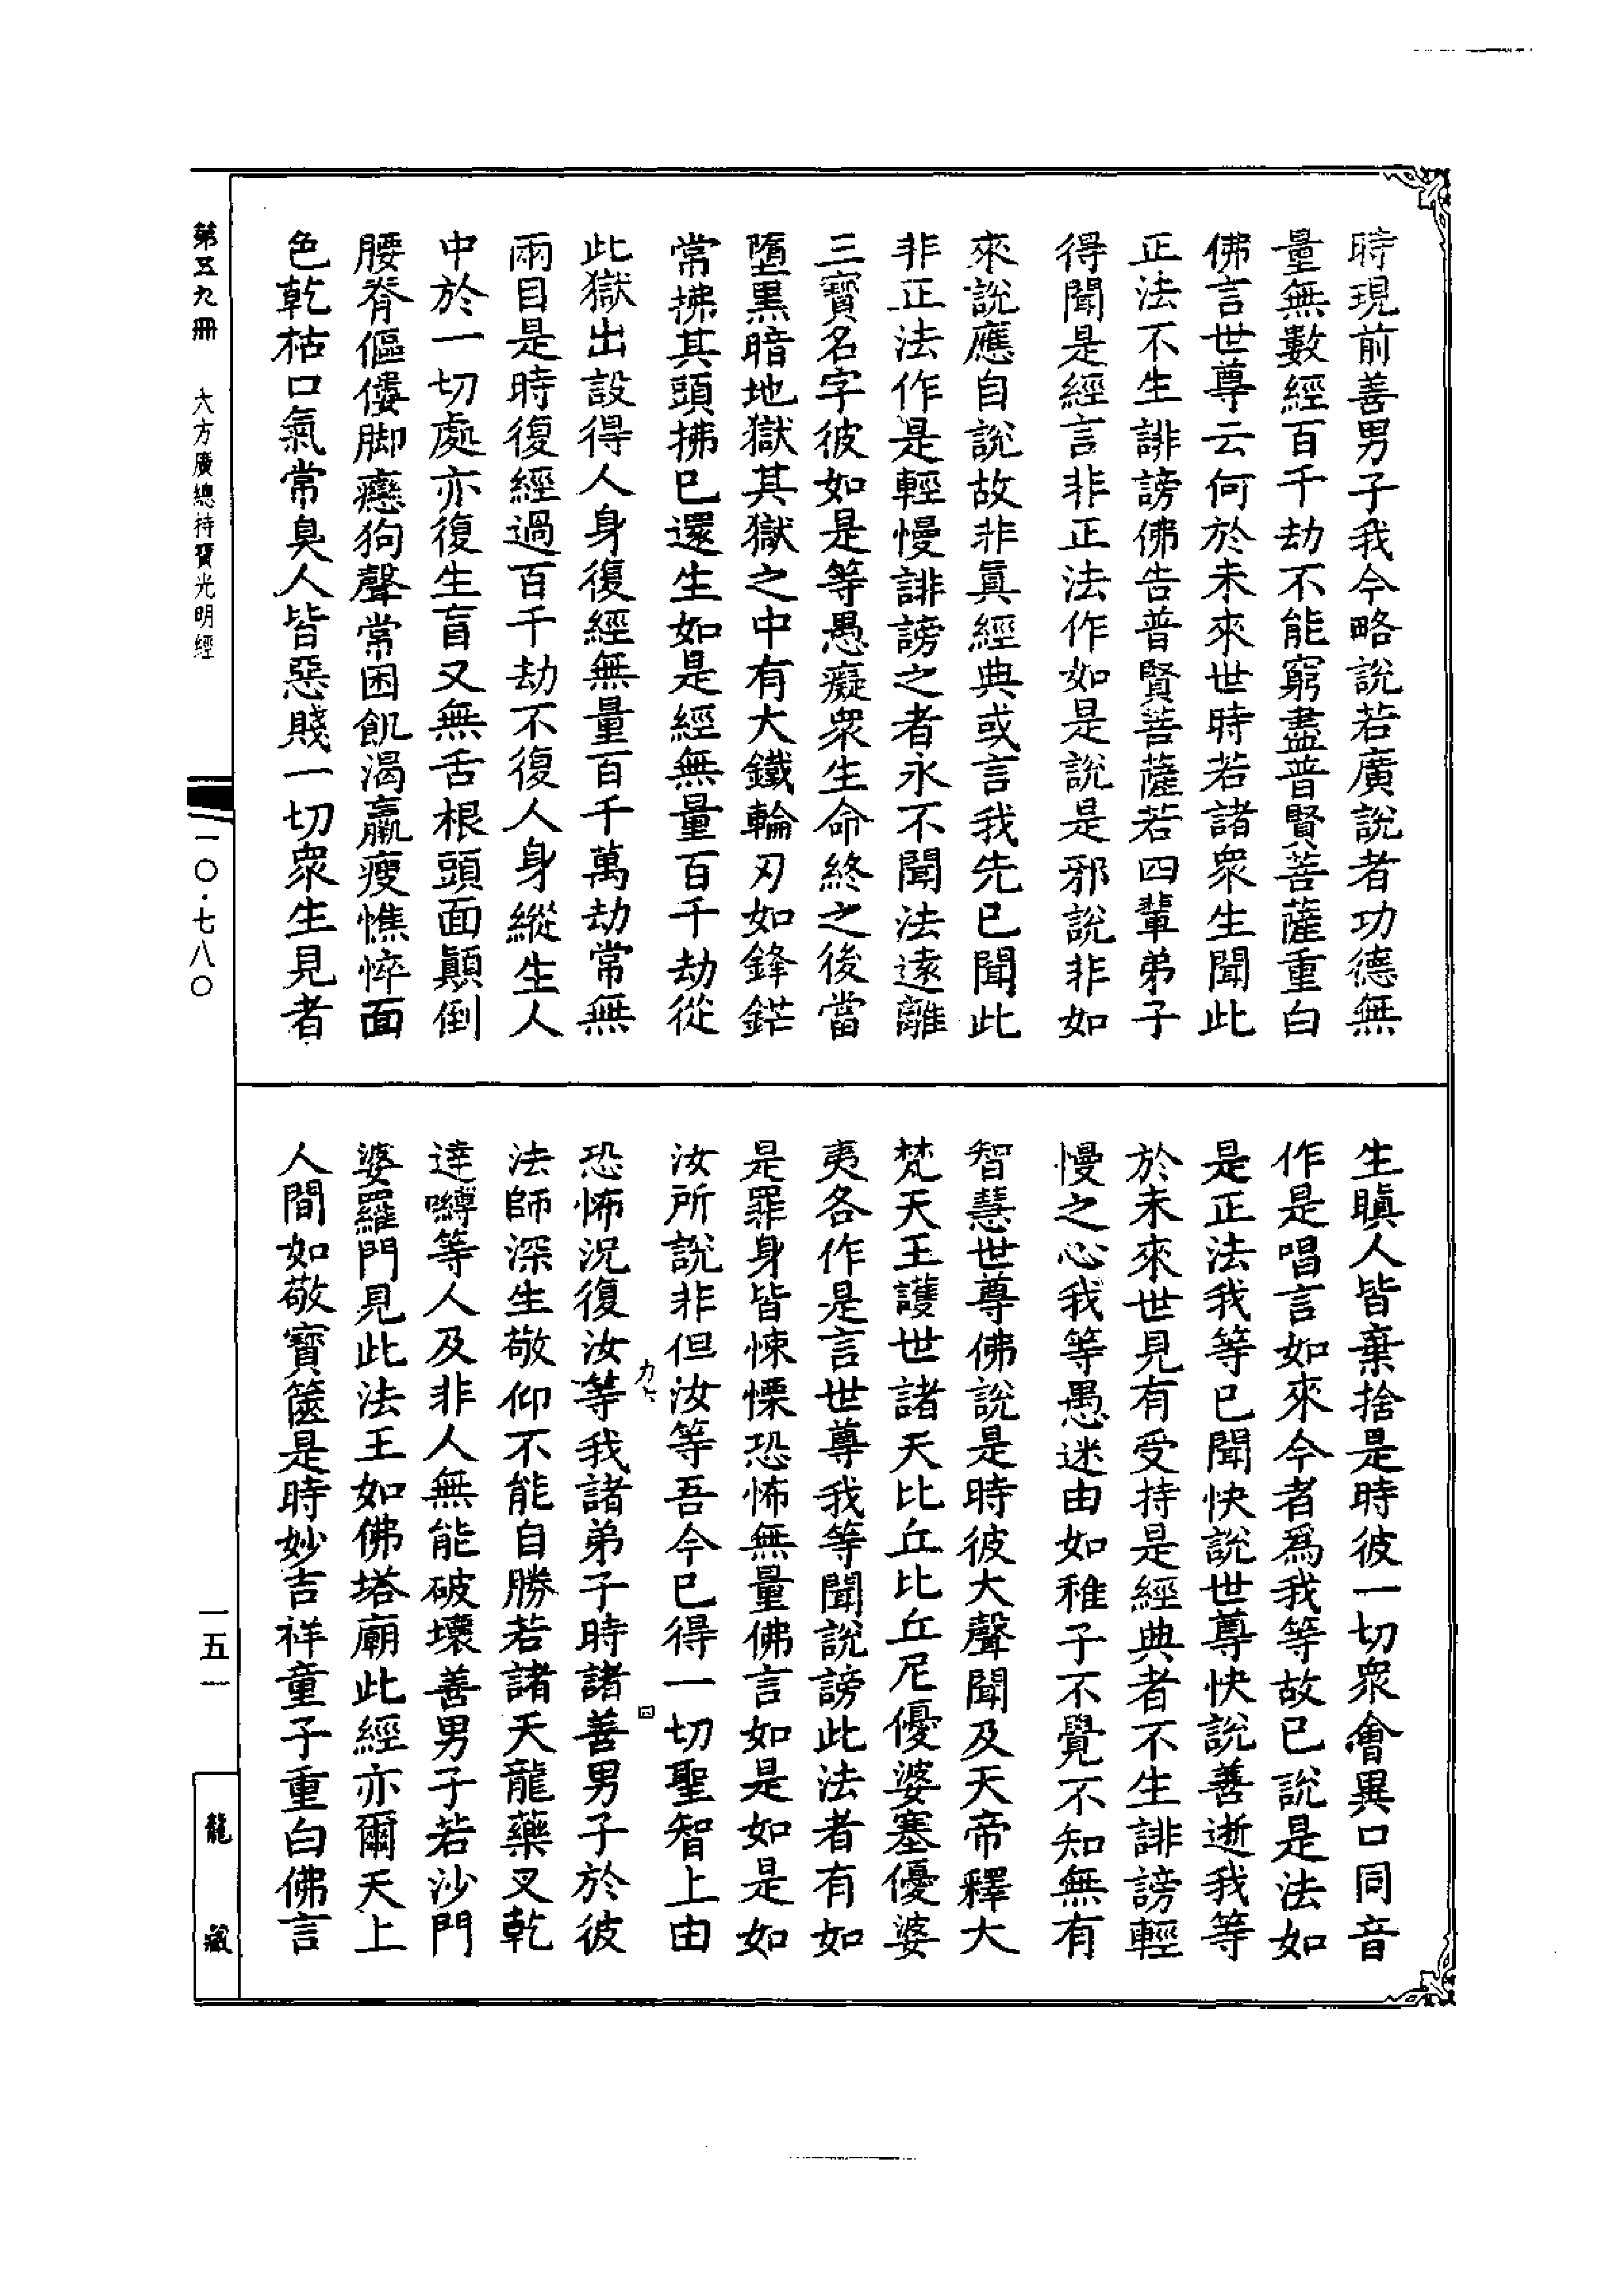 時現前善男子我今略說若廣說者功德無
量無數經百千劫不能窮盡普賢菩薩重白
佛言世尊云何於未來世時若諸衆生聞此
正法不生誹謗佛告普賢菩薩若四輩弟子
得聞是經言非正法作如是說是邪說非如
來說應自說故非眞經典或言我先已聞此
非正法作是輕慢誹謗之者永不聞法遠離
三寶名字彼如是等愚癡衆生命終之後當
墮黑暗地獄其獄之中有大鐵輪刃如鋒鋩
常拂其頭拂已還生如是經無量百千劫從
此獄出設得人身復經無量百千萬劫常無
兩目是時復經過百千劫不復人身縱生人
中於一切處亦復生盲又無舌根頭面顚倒
腰脊傴僂脚癭狗聲常困飢渴羸瘦憔悴面
色乾枯口氣常臭人皆惡賤一切衆生見者
生瞋人皆棄捨是時彼一切衆會異口同音
作是唱言如來今者爲我等故已說是法如
是正法我等已聞快說世尊快說善逝我等
於未來世見有受持是經典者不生誹謗輕
慢之心我等愚迷由如稚子不覺不知無有
智慧世尊佛說是時彼大聲聞及天帝釋大
梵天王護世諸天比丘比丘尼優婆塞優婆
夷各作是言世尊我等聞說謗此法者有如
是罪身皆悚慄恐怖無量佛言如是如是如
汝所說非但汝等吾今已得一切聖智上由
恐怖況復汝等我諸弟子時諸善男子於彼
法師深生敬仰不能自勝若諸天龍藥叉乾
達嚩等人及非人無能破壞善男子若沙門
婆羅門見此法王如佛塔廟此經亦爾天上
人間如敬寶篋是時妙吉祥童子重白佛言
四
第五九冊
大方廣總持寶光明經
一〇·七八〇
一五一
龍藏